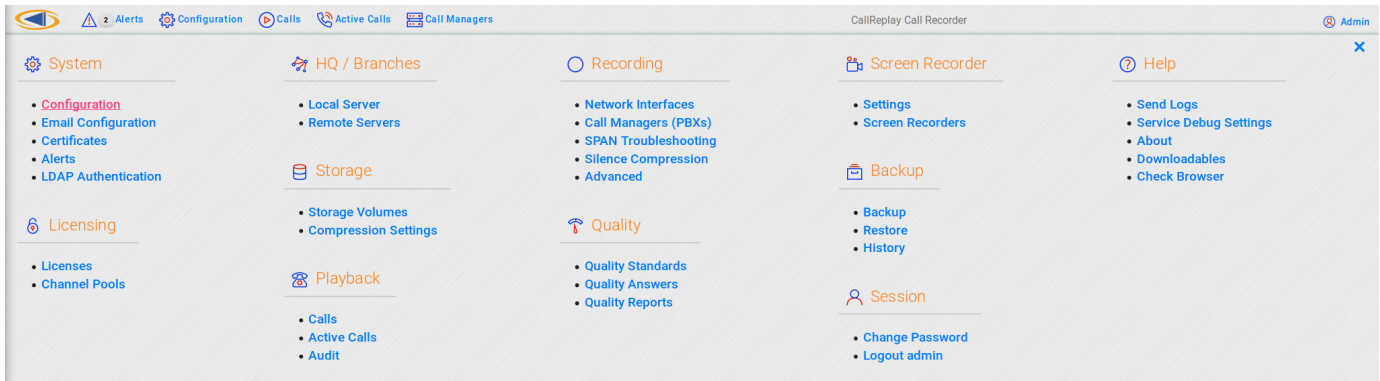 2 Alerts Configuration Calls Active Calls Call Managers CallReplay Call Recorder Admin
System
Configuration
Email Configuration
Certificates
Alerts
LDAP Authentication
Licensing
Licenses
Channel Pools
HQ / Branches
Local Server
Remote Servers
Storage
Storage Volumes
Compression Settings
Playback
Calls
Active Calls
Audit
Recording
Network Interfaces
Call Managers (PBXs)
SPAN Troubleshooting
Silence Compression
Advanced
Quality
Quality Standards
Quality Answers
Quality Reports
Screen Recorder
Settings
Screen Recorders
Backup
Backup
Restore
History
Session
Change Password
Logout admin
Help
Send Logs
Service Debug Settings
About
Downloadables
Check Browser